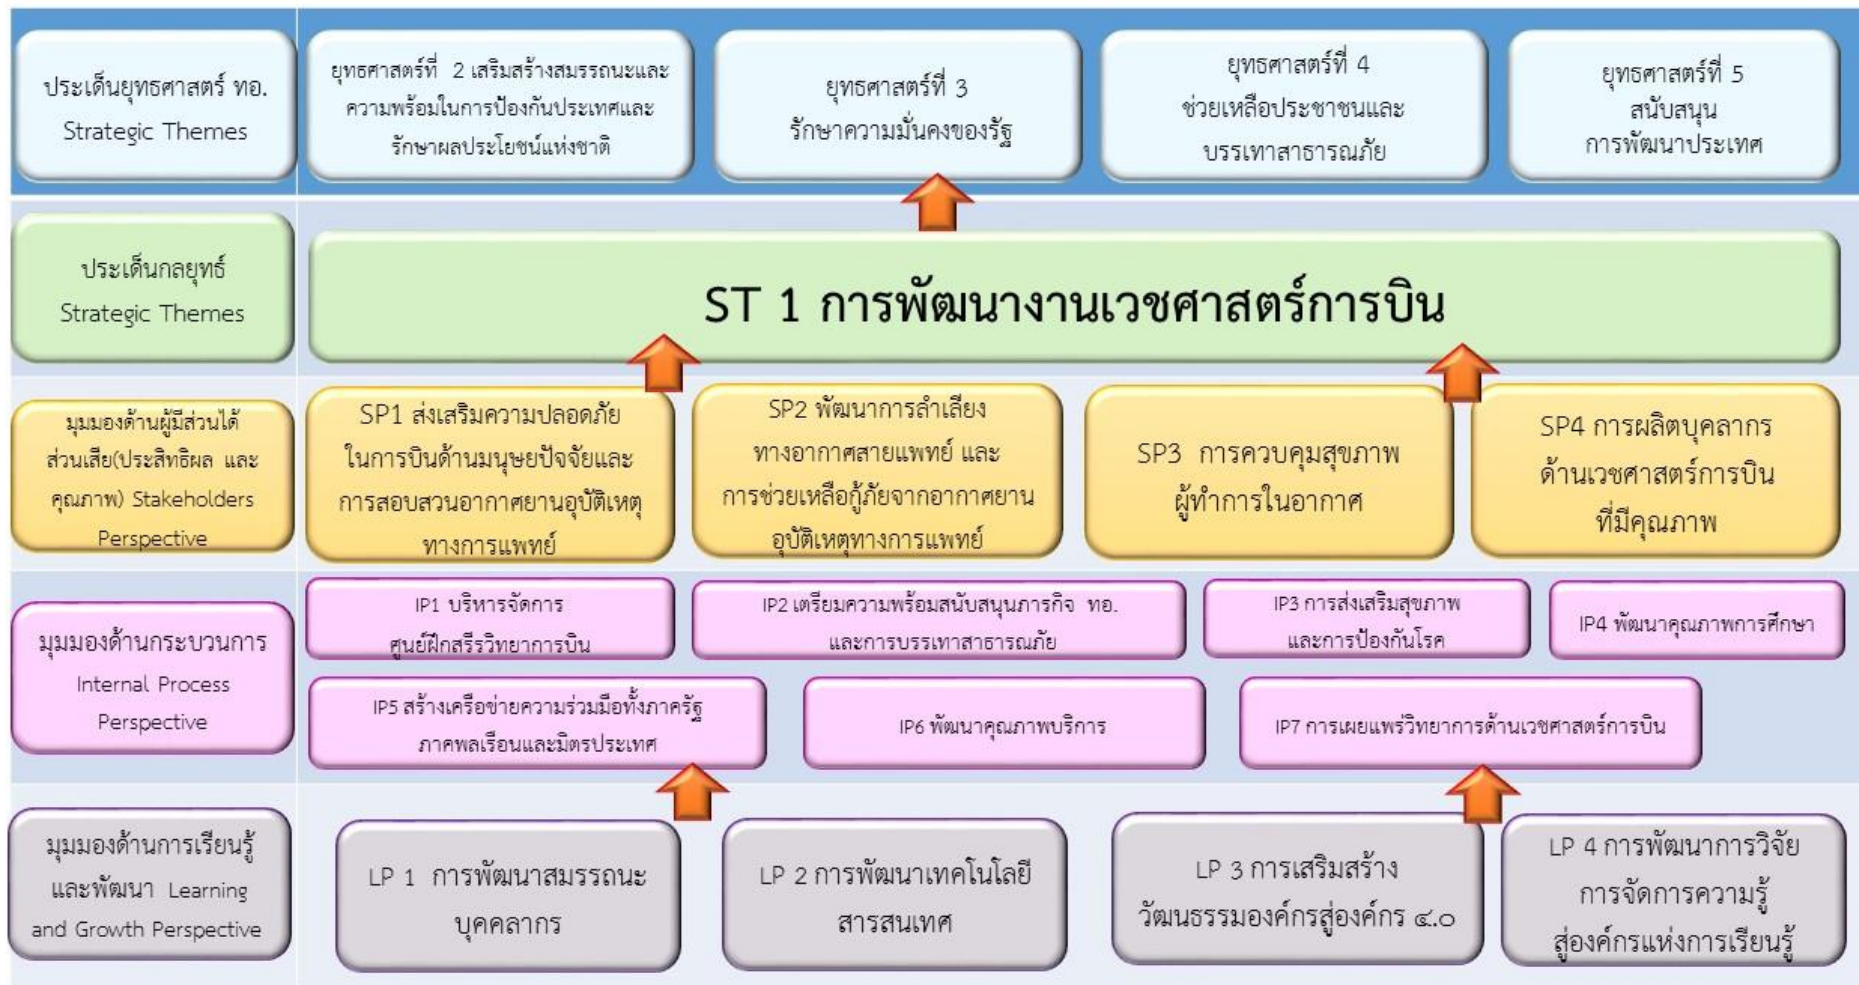 ประเด็นยุทธศาสตร์ ทอ.
Strategic Themes
ยุทธศาสตร์ที่ 2 เสริมสร้างสมรรถนะและ
ความพร้อมในการป้องกันประเทศและ
รักษาผลประโยชน์แห่งชาติ
ยุทธศาสตร์ที่ 3
รักษาความมั่นคงของรัฐ
ยุทธศาสตร์ที่ 4
ช่วยเหลือประชาชนและ
บรรเทาสาธารณภัย
ยุทธศาสตร์ที่ 5
สนับสนุน
การพัฒนาประเทศ
ประเด็นกลยุทธ์
Strategic Themes
ST 1 การพัฒนางานเวชศาสตร์การบิน
มุมมองด้านผู้มีส่วนได้
ส่วนเสีย(ประสิทธิผล และ
คุณภาพ) Stakeholders
Perspective
SP1 ส่งเสริมความปลอดภัย
ในการบินด้านมนุษยปัจจัยและ
การสอบสวนอากาศยานอุบัติเหตุ
ทางการแพทย์
SP2 พัฒนาการลำเลียง
ทางอากาศสายแพทย์ และ
การช่วยเหลือกู้ภัยจากอากาศยาน
อุบัติเหตุทางการแพทย์
SP3 การควบคุมสุขภาพ
ผู้ทำการในอากาศ
SP4 การผลิตบุคลากร
ด้านเวชศาสตร์การบิน
ที่มีคุณภาพ
มุมมองด้านกระบวนการ
Internal Process
Perspective
IP1 บริหารจัดการ
ศูนย์ฝึกสรีรวิทยาการบิน
IP2 เตรียมความพร้อมสนับสนุนภารกิจ ทอ.
และการบรรเทาสาธารณภัย
IP3 การส่งเสริมสุขภาพ
และการป้องกันโรค
IP4 พัฒนาคุณภาพการศึกษา
IP5 สร้างเครือข่ายความร่วมมือทั้งภาครัฐ
ภาคพลเรือนและมิตรประเทศ
IP6 พัฒนาคุณภาพบริการ
IP7 การเผยแพร่วิทยาการด้านเวชศาสตร์การบิน
มุมมองด้านการเรียนรู้
และพัฒนา Learning
and Growth Perspective
LP 1 การพัฒนาสมรรถนะ
บุคคลากร
LP 2 การพัฒนาเทคโนโลยี
สารสนเทศ
LP 3 การเสริมสร้าง
วัฒนธรรมองค์กรสู่องค์กร ๔.๐
LP 4 การพัฒนาการวิจัย
การจัดการความรู้
สู่องค์กรแห่งการเรียนรู้